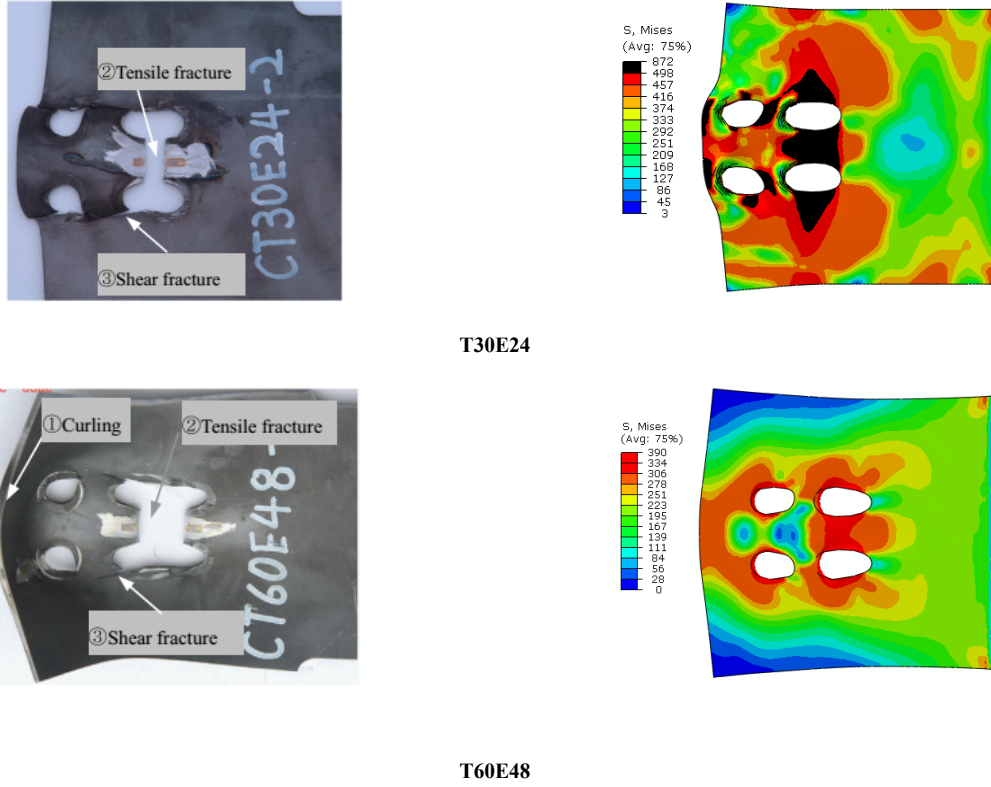 ②Tensile fracture
③Shear fracture
CT30E24-2
S, Mises
(Avg: 75%)
872
498
457
416
374
333
292
251
209
168
127
86
45
3
T30E24
①Curling
②Tensile fracture
③Shear fracture
CT60E48-
S, Mises
(Avg: 75%)
390
334
306
278
251
223
195
167
139
111
84
56
28
0
T60E48